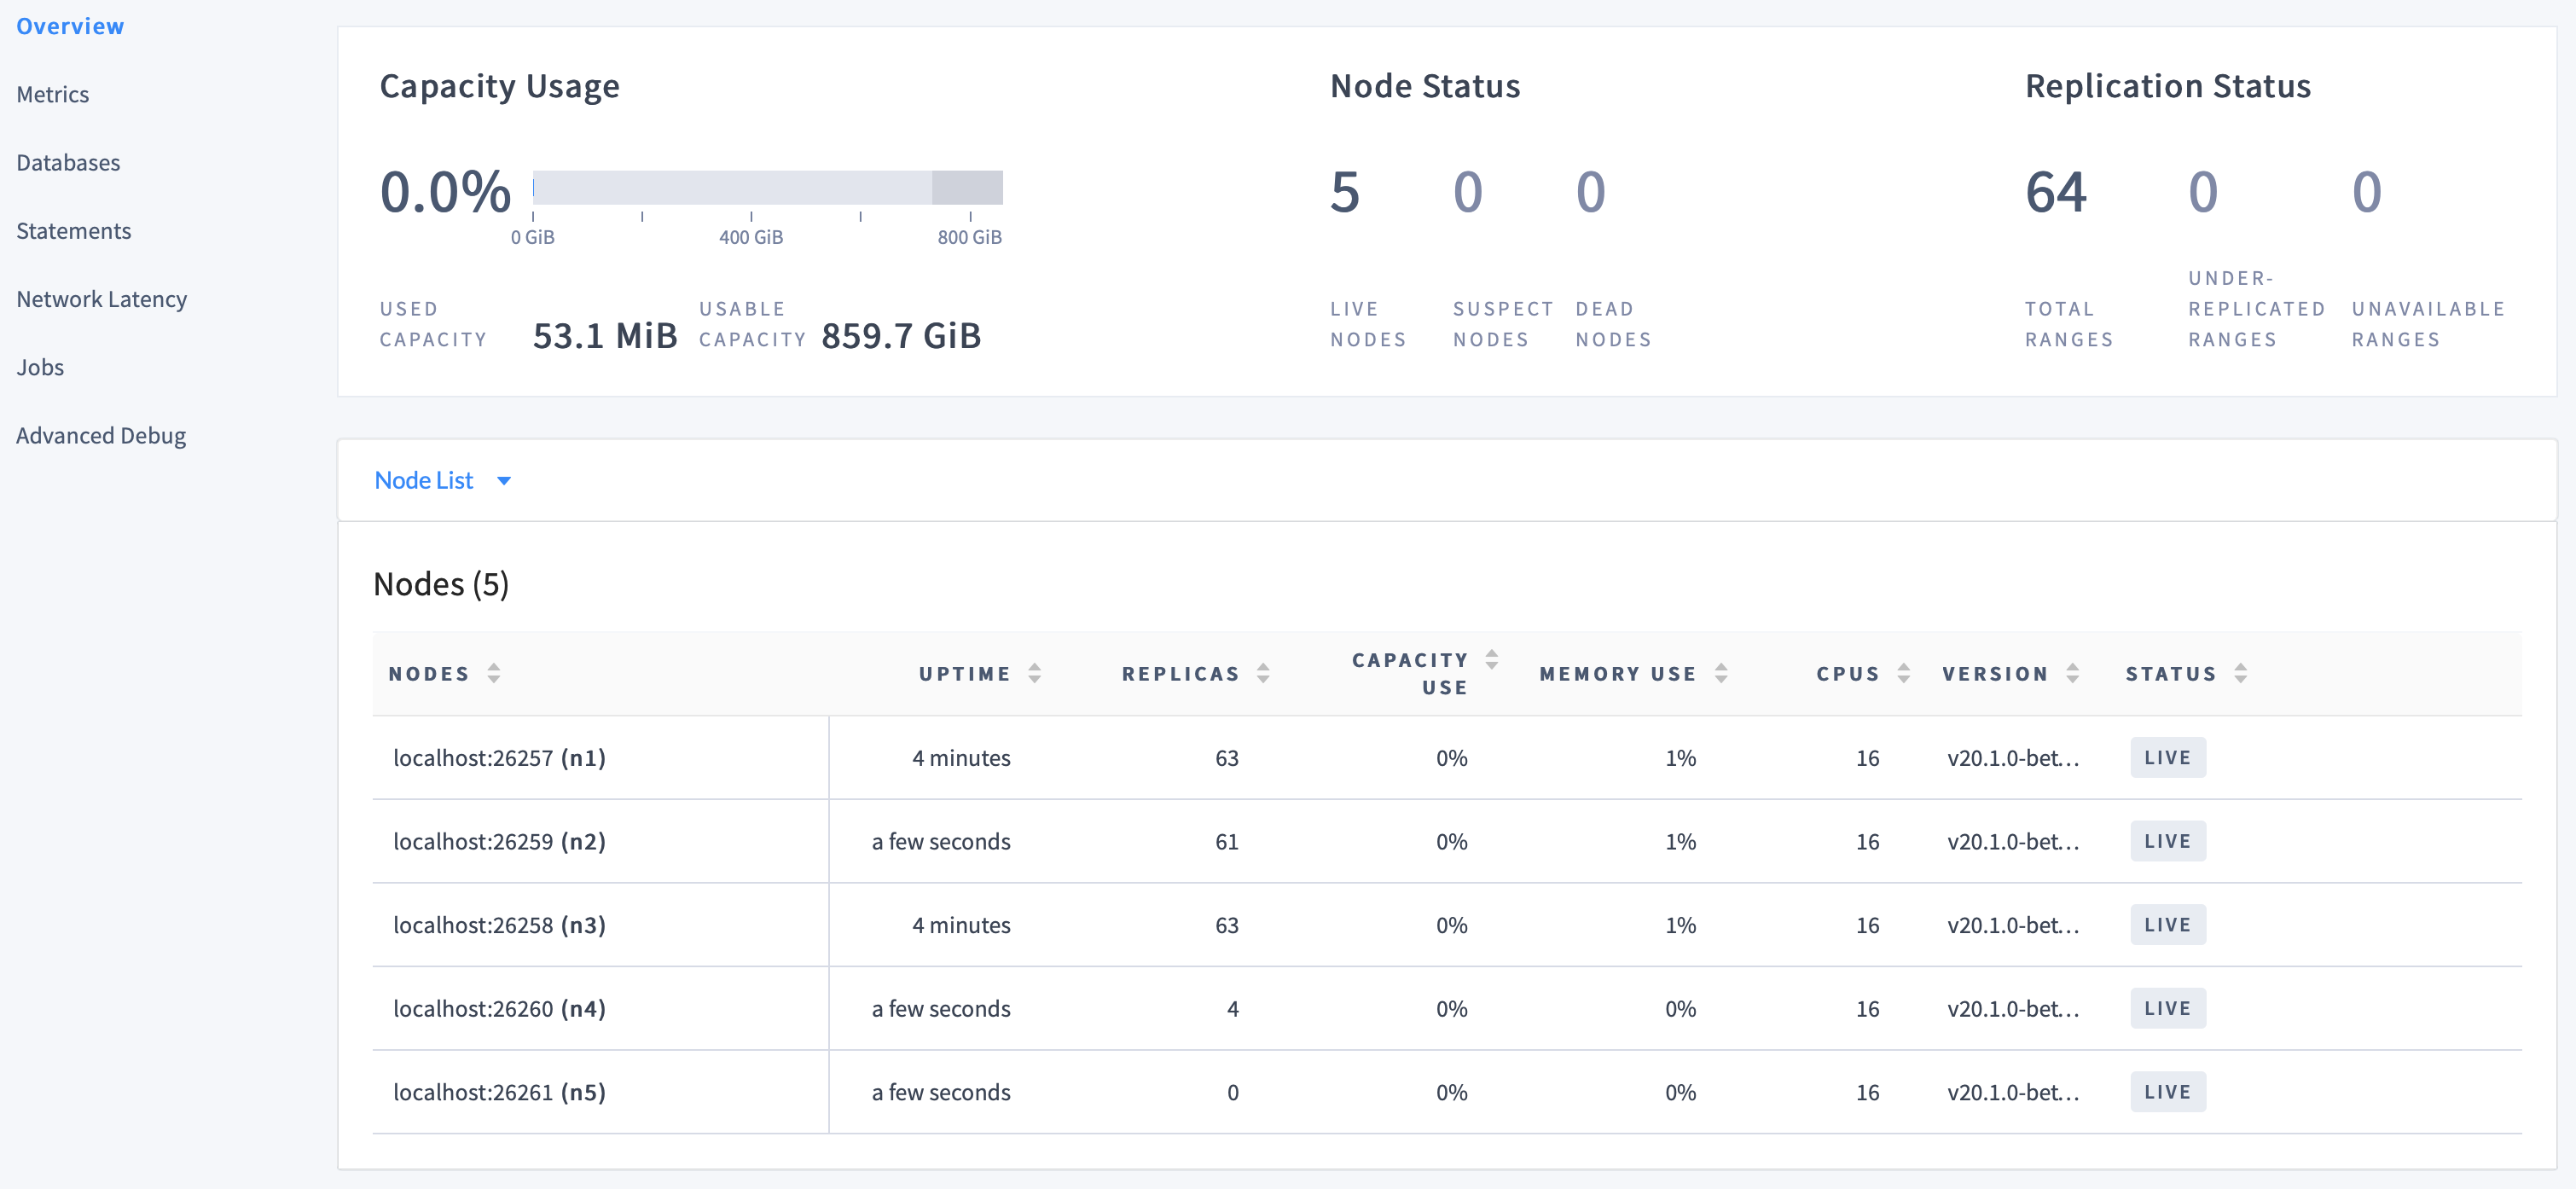 Overview
Metrics
Databases
Statements
Network Latency
Jobs
Advanced Debug
Capacity Usage
0.0%
0 GiB 400 GiB 800 GiB
USED CAPACITY
53.1 MiB
USABLE CAPACITY
859.7 GiB
Node Status
5 0 0
LIVE NODES
SUSPECT NODES
DEAD NODES
Replication Status
64 0 0
TOTAL RANGES
UNDER-REPLICATED RANGES
UNAVAILABLE RANGES
Node List
Nodes (5)
NODES UPTIME REPLICAS CAPACITY USE MEMORY USE CPUS VERSION STATUS
localhost:26257 (n1) 4 minutes 63 0% 1% 16 v20.1.0-bet... LIVE
localhost:26259 (n2) a few seconds 61 0% 1% 16 v20.1.0-bet... LIVE
localhost:26258 (n3) 4 minutes 63 0% 1% 16 v20.1.0-bet... LIVE
localhost:26260 (n4) a few seconds 4 0% 0% 16 v20.1.0-bet... LIVE
localhost:26261 (n5) a few seconds 0 0% 0% 16 v20.1.0-bet... LIVE